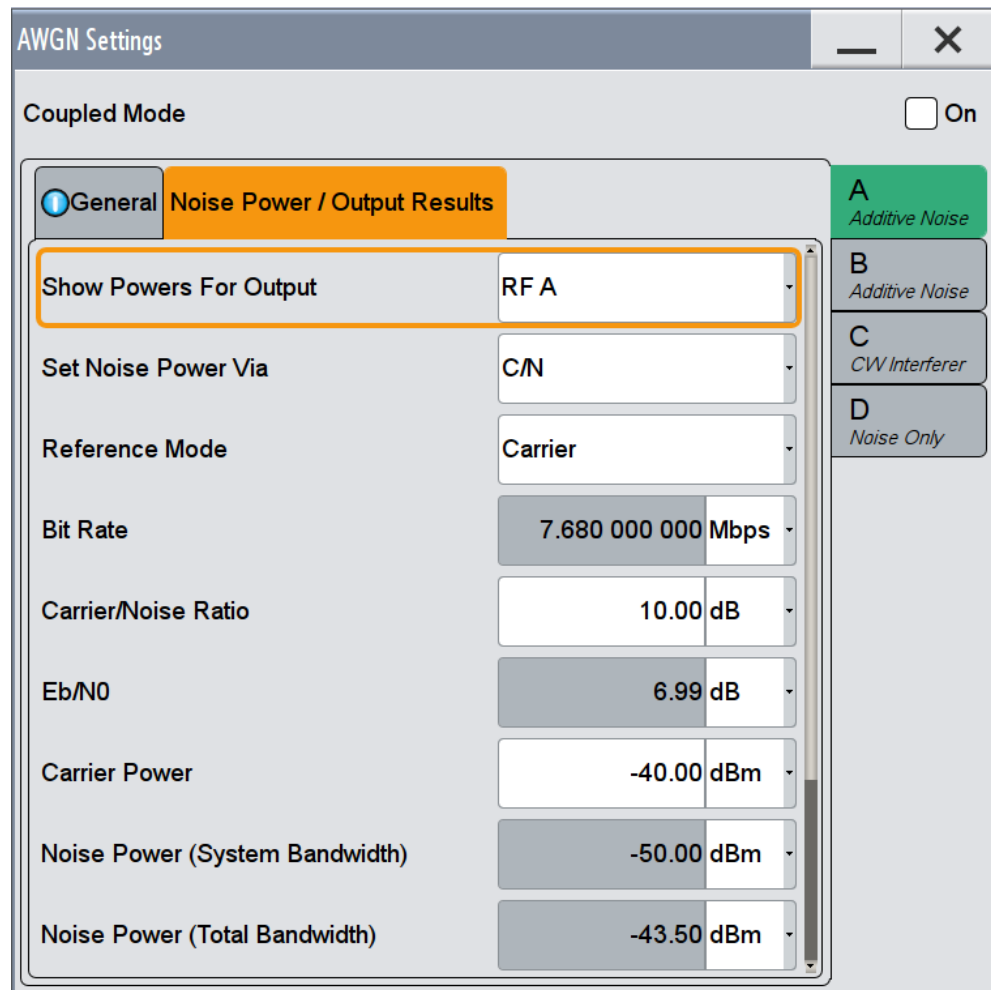 AWGN Settings
Coupled Mode On
General Noise Power / Output Results
A
Additive Noise
B
Additive Noise
C
CW Interferer
D
Noise Only
Show Powers For Output RF A
Set Noise Power Via C/N
Reference Mode Carrier
Bit Rate 7.680 000 000 Mbps
Carrier/Noise Ratio 10.00 dB
Eb/N0 6.99 dB
Carrier Power -40.00 dBm
Noise Power (System Bandwidth) -50.00 dBm
Noise Power (Total Bandwidth) -43.50 dBm